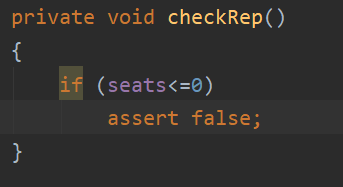 private void checkRep()
{
if (seats<=0)
assert false;
}